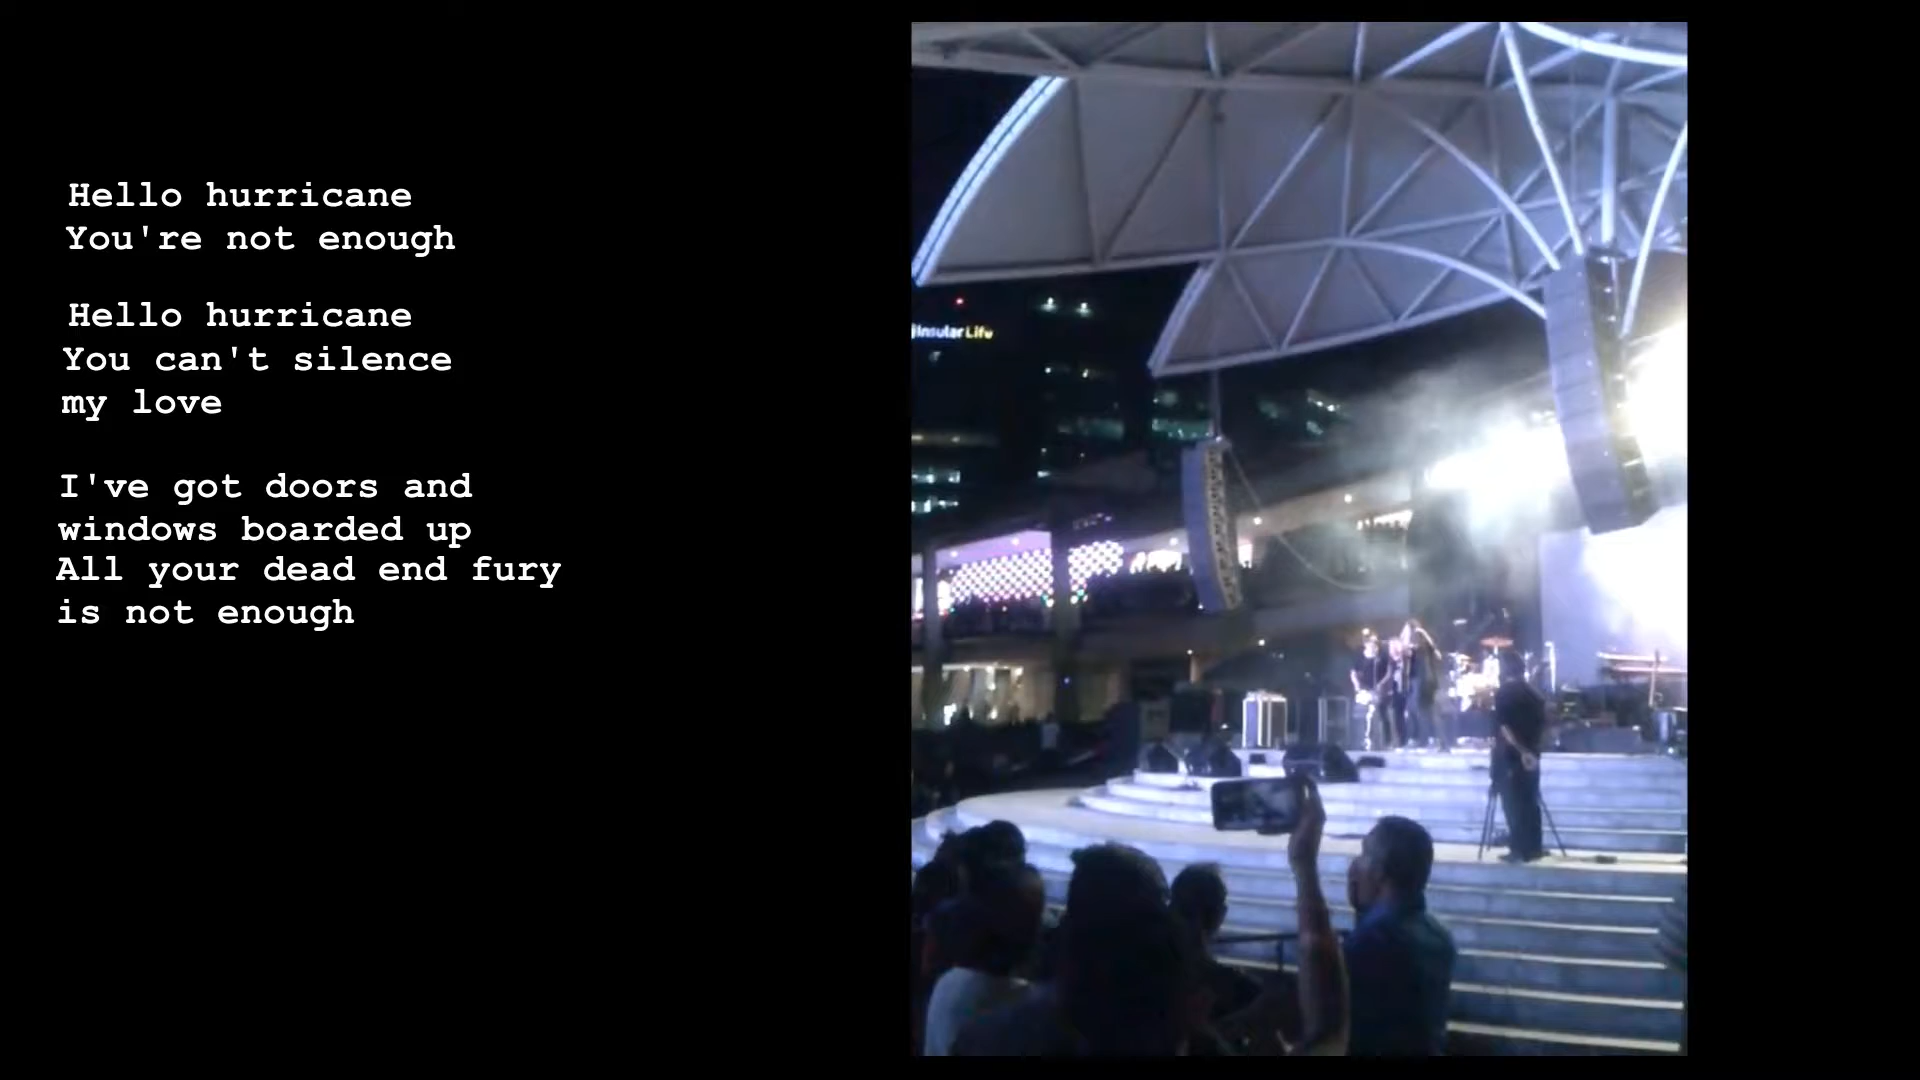 Hello hurricane
You're not enough
Hello hurricane
You can't silence
my love
I've got doors and
windows boarded up
All your dead end fury
is not enough
Insular Life